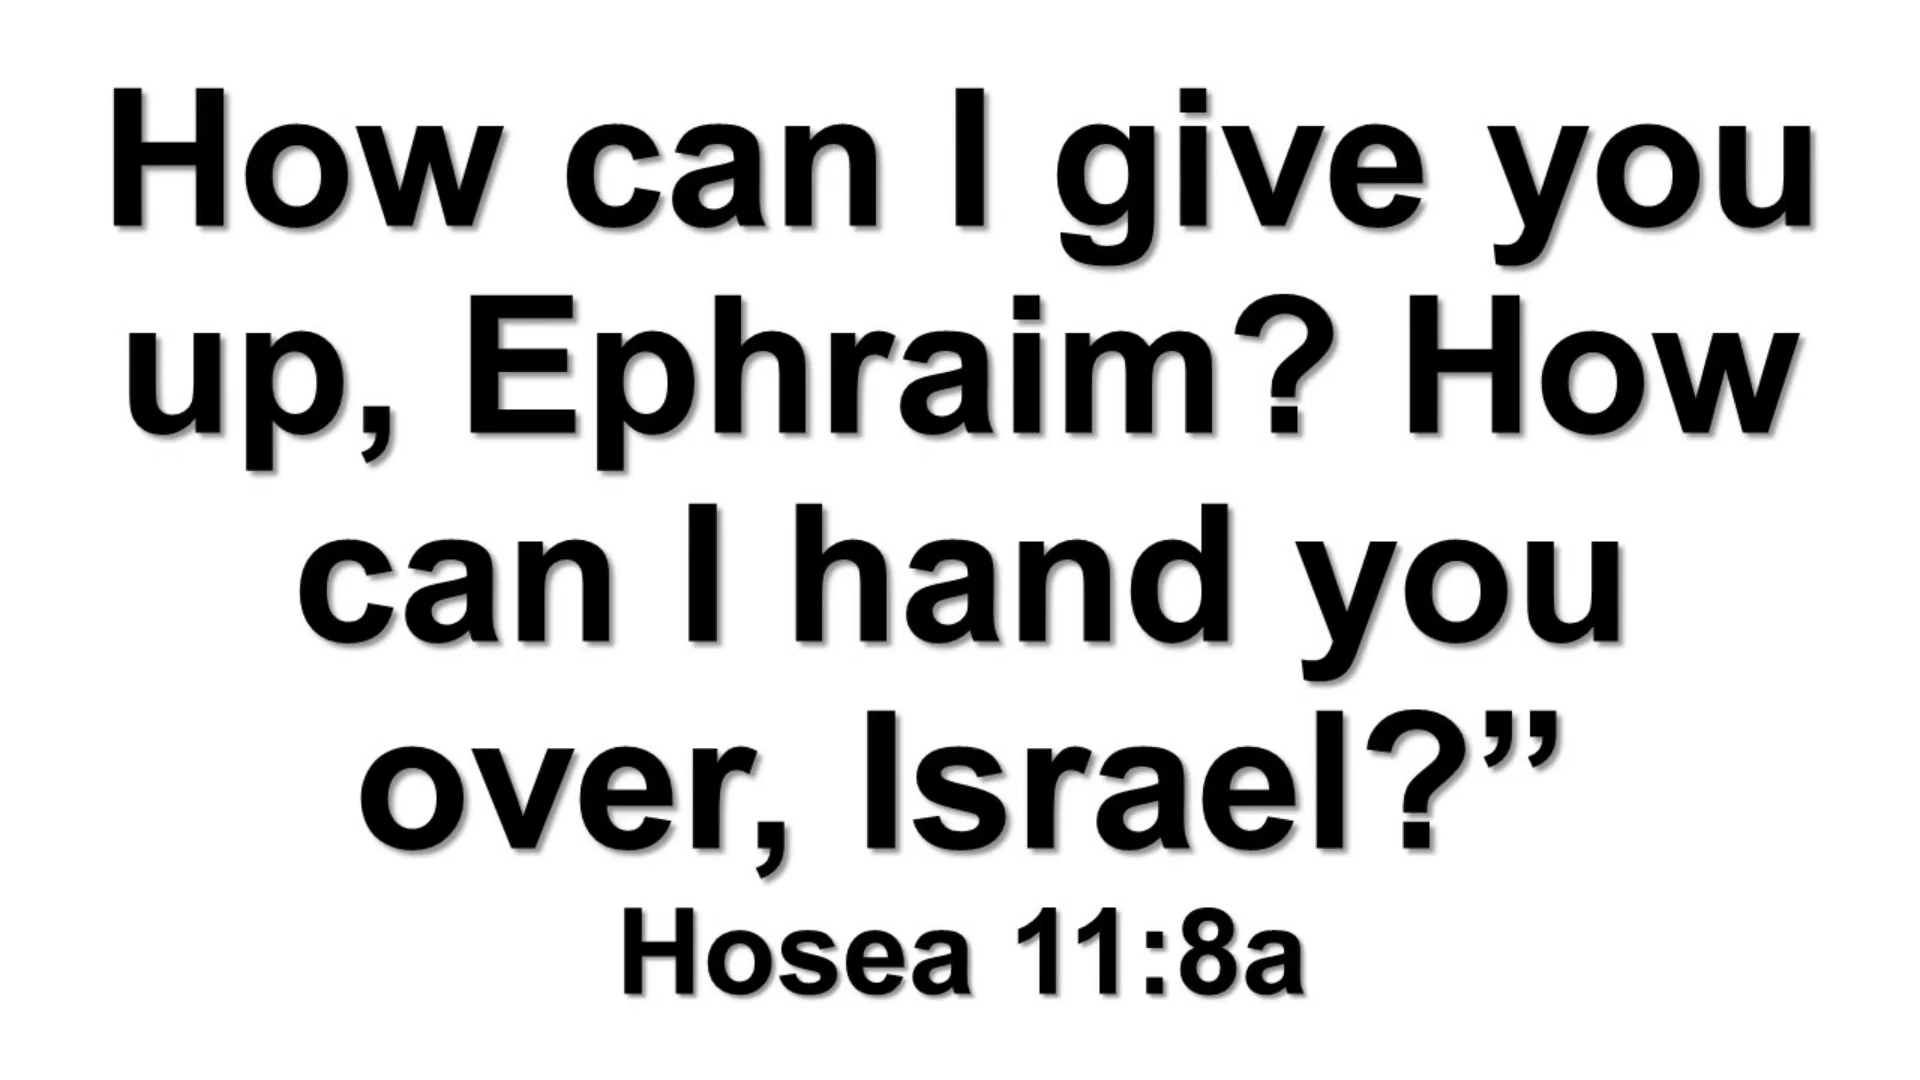 How can I give you
up, Ephraim? How
can I hand you
over, Israel?”
Hosea 11:8a